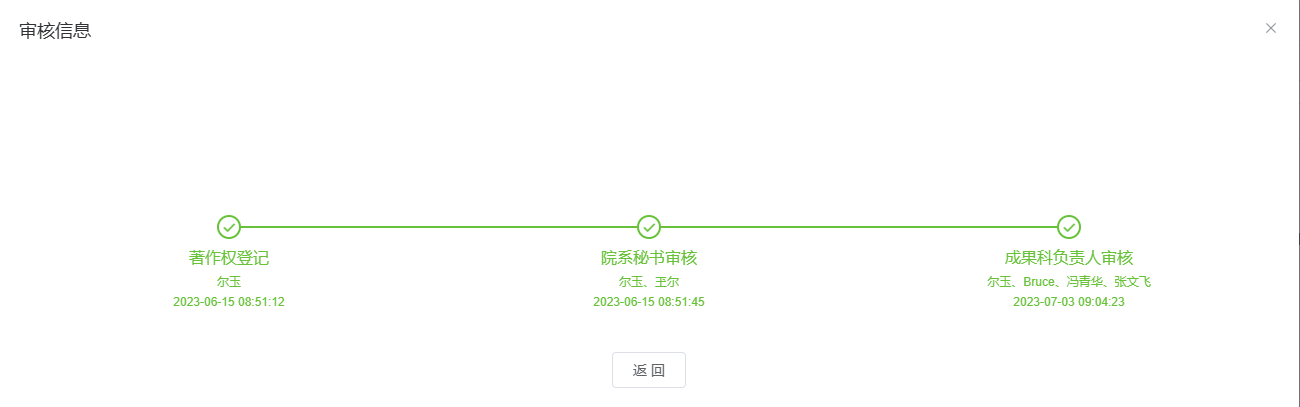 审核信息
著作权登记
尔玉
2023-06-15 08:51:12
院系秘书审核
尔玉、玊尔
2023-06-15 08:51:45
成果科负责人审核
尔玉、Bruce、冯青华、张文飞
2023-07-03 09:04:23
返 回